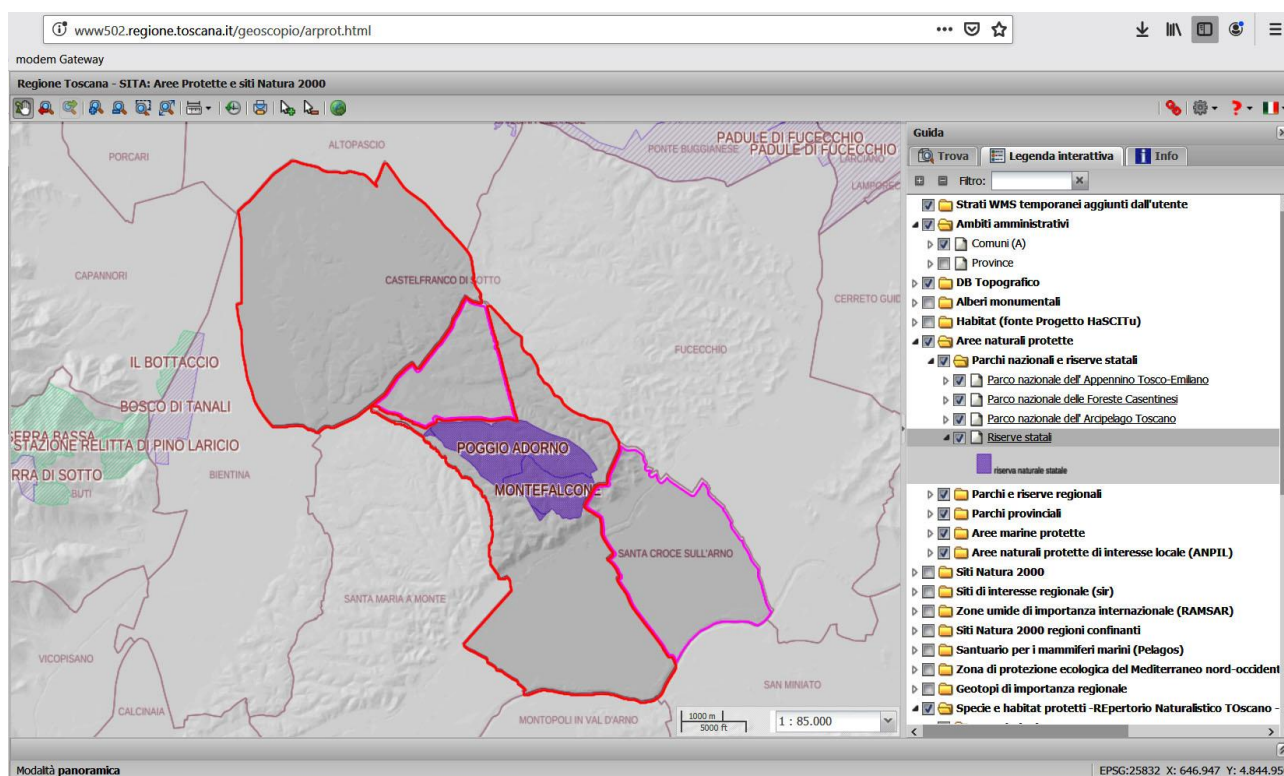 www502.regione.toscana.it/geoscopio/arprot.html
modem Gateway
Regione Toscana - SITA: Aree Protette e siti Natura 2000
Guida
Trova
Legenda interattiva
Info
Filtro:
Strati WMS temporanei aggiunti dall'utente
Ambiti amministrativi
Comuni (A)
Province
DB Topografico
Alberi monumentali
Habitat (fonte Progetto HaSCITu)
Aree naturali protette
Parchi nazionali e riserve statali
Parco nazionale dell' Appennino Tosco-Emiliano
Parco nazionale delle Foreste Casentinesi
Parco nazionale dell' Arcipelago Toscano
Riserve statali
riserva naturale statale
Parchi e riserve regionali
Parchi provinciali
Aree marine protette
Aree naturali protette di interesse locale (ANPIL)
Siti Natura 2000
Siti di interesse regionale (sir)
Zone umide di importanza internazionale (RAMSAR)
Siti Natura 2000 regioni confinanti
Santuario per i mammiferi marini (Pelagos)
Zona di protezione ecologica del Mediterraneo nord-occident
Geotopi di importanza regionale
Specie e habitat protetti -REpertorio Naturalistico TOscano -
PORCARI
ALTOPASCIO
PONTE BUGGIANESE
PADULE DI FUCECCHIO
PADULE DI FUCECCHIO
LARCIANO
LAMPOREC
CAPANNORI
CASTELFRANCO DI SOTTO
CERRETO GUID
FUCECCHIO
IL BOTTACCIO
BOSCO DI TANALI
SERRA BASSA
STAZIONE RELITTA DI PINO LARICIO
RRA DI SOTTO
BUTI
BIENTINA
POGGIO ADORNO
MONTEFALCONE
SANTA CROCE SULL'ARNO
SANTA MARIA A MONTE
VICOPISANO
CALCINAIA
SAN MINIATO
MONTOPOLI IN VAL D'ARNO
1000 m
5000 ft
1 : 85.000
Modalità panoramica
EPSG:25832 X: 646.947 Y: 4.844.95